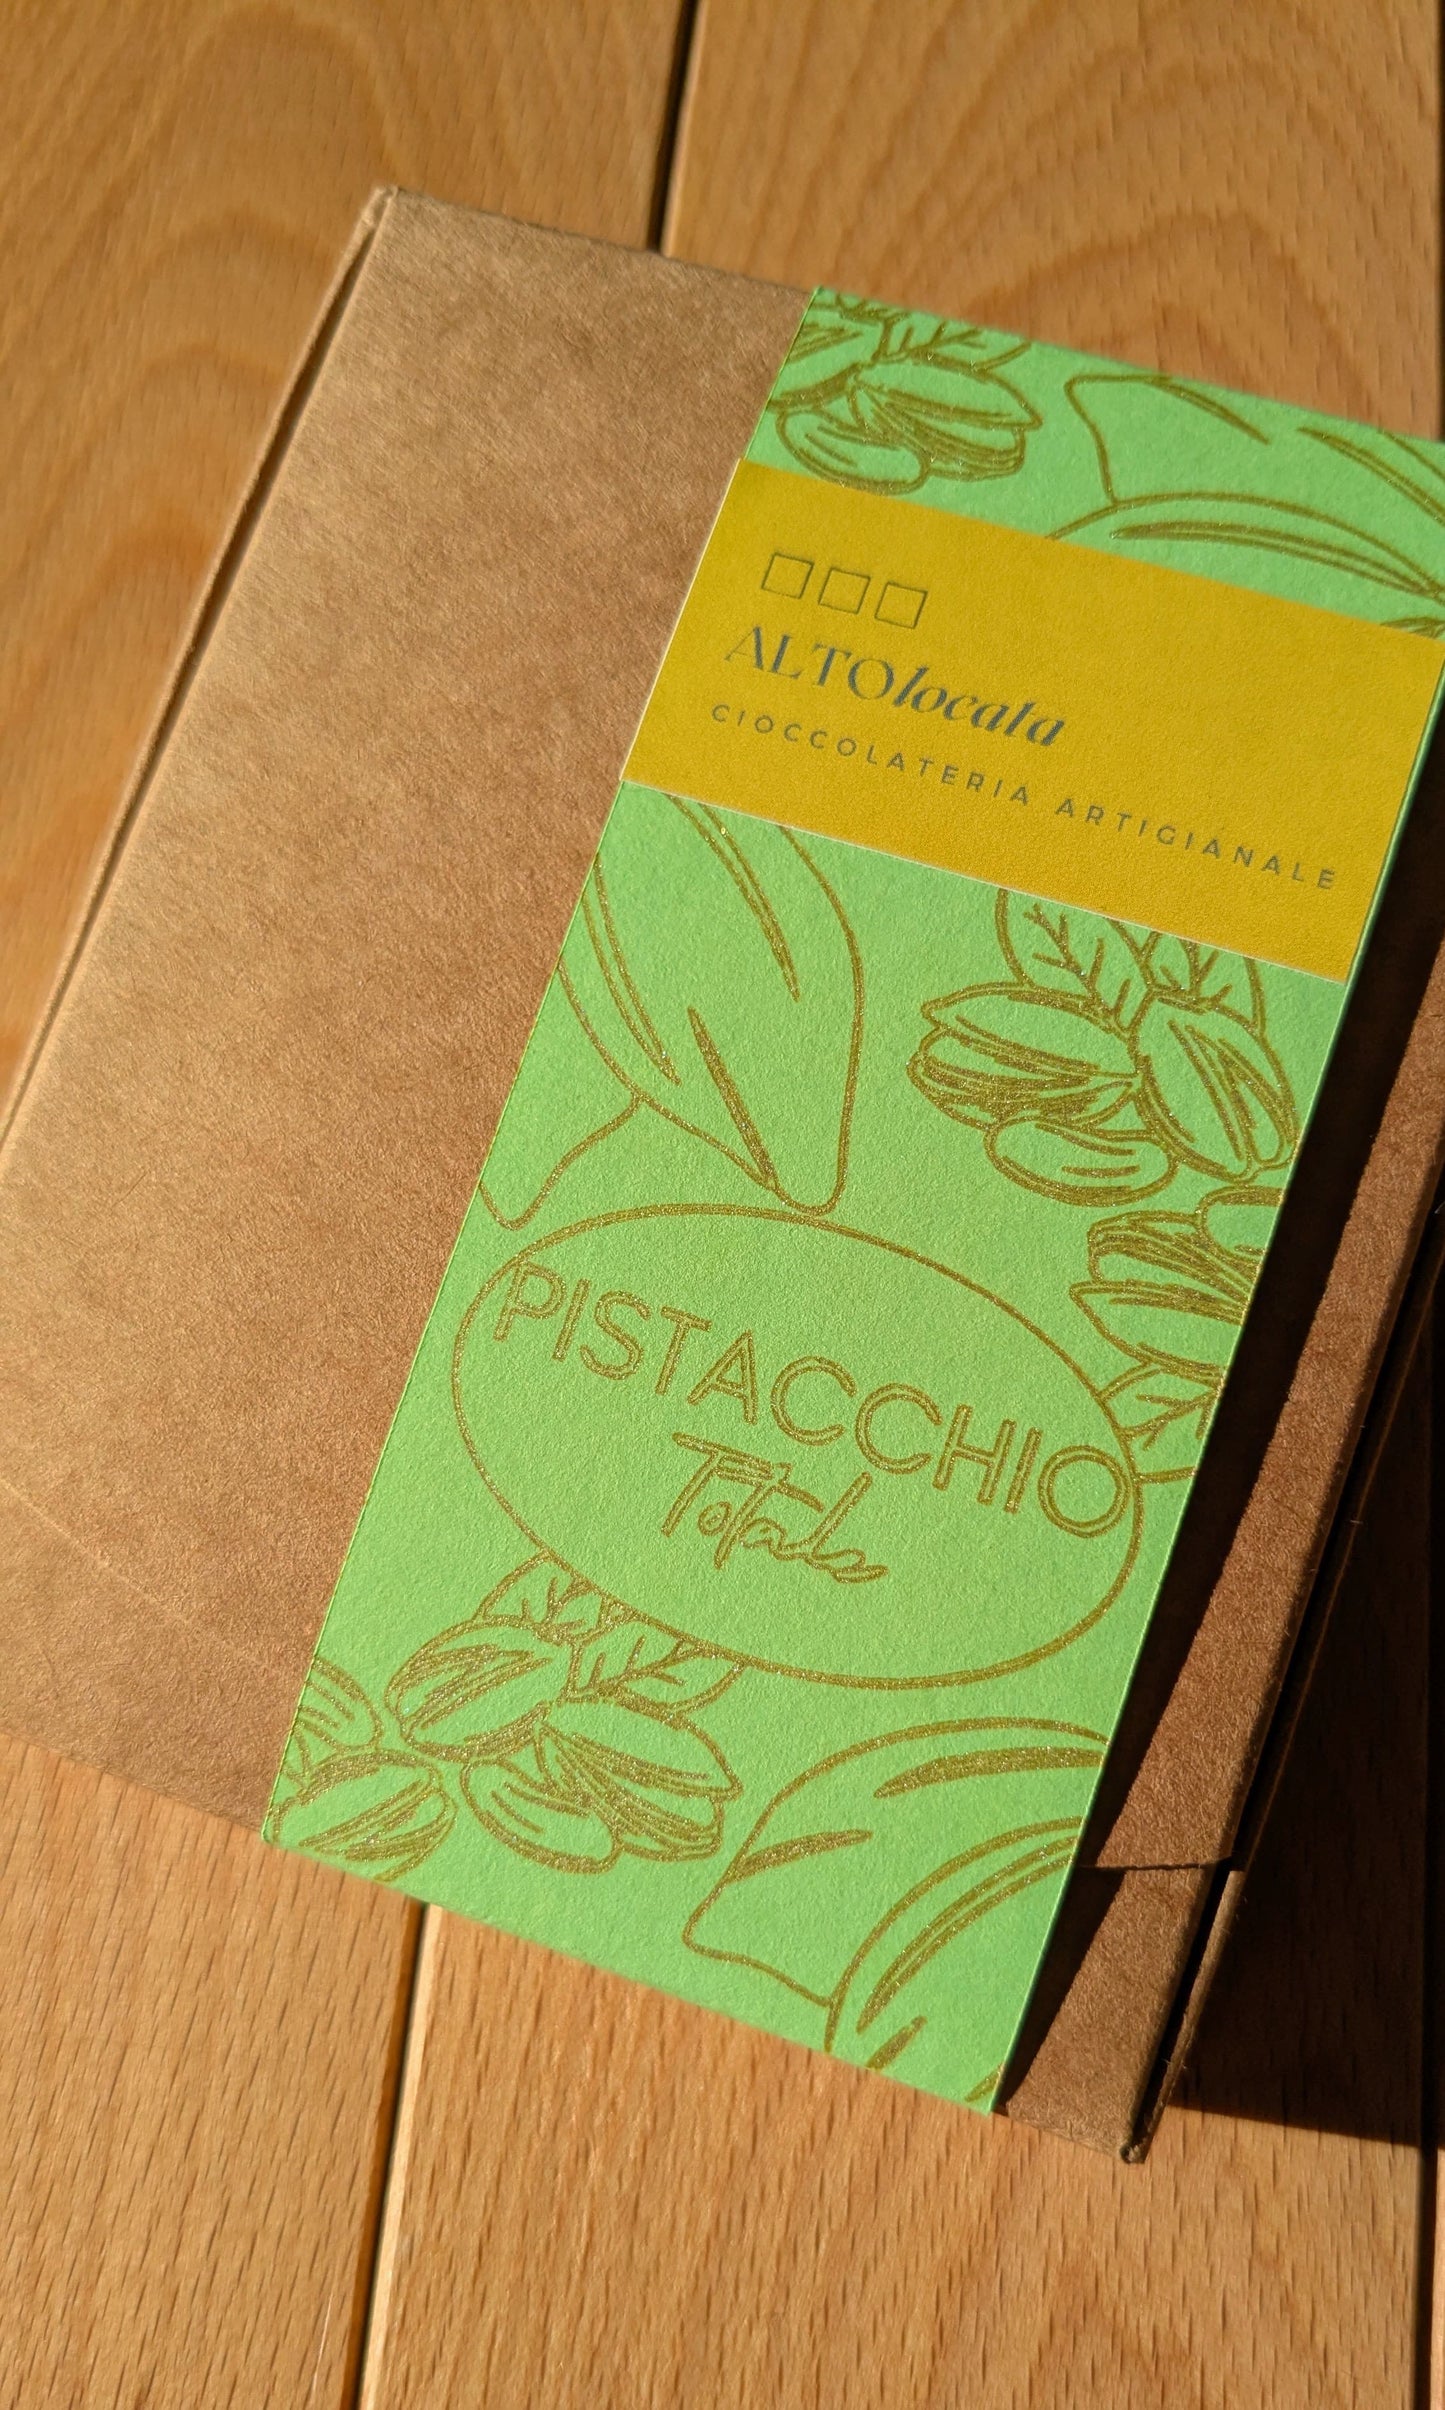 ALTOlocata
CIOCCOLATERIA ARTIGIANALE
PISTACCHIO
Totale